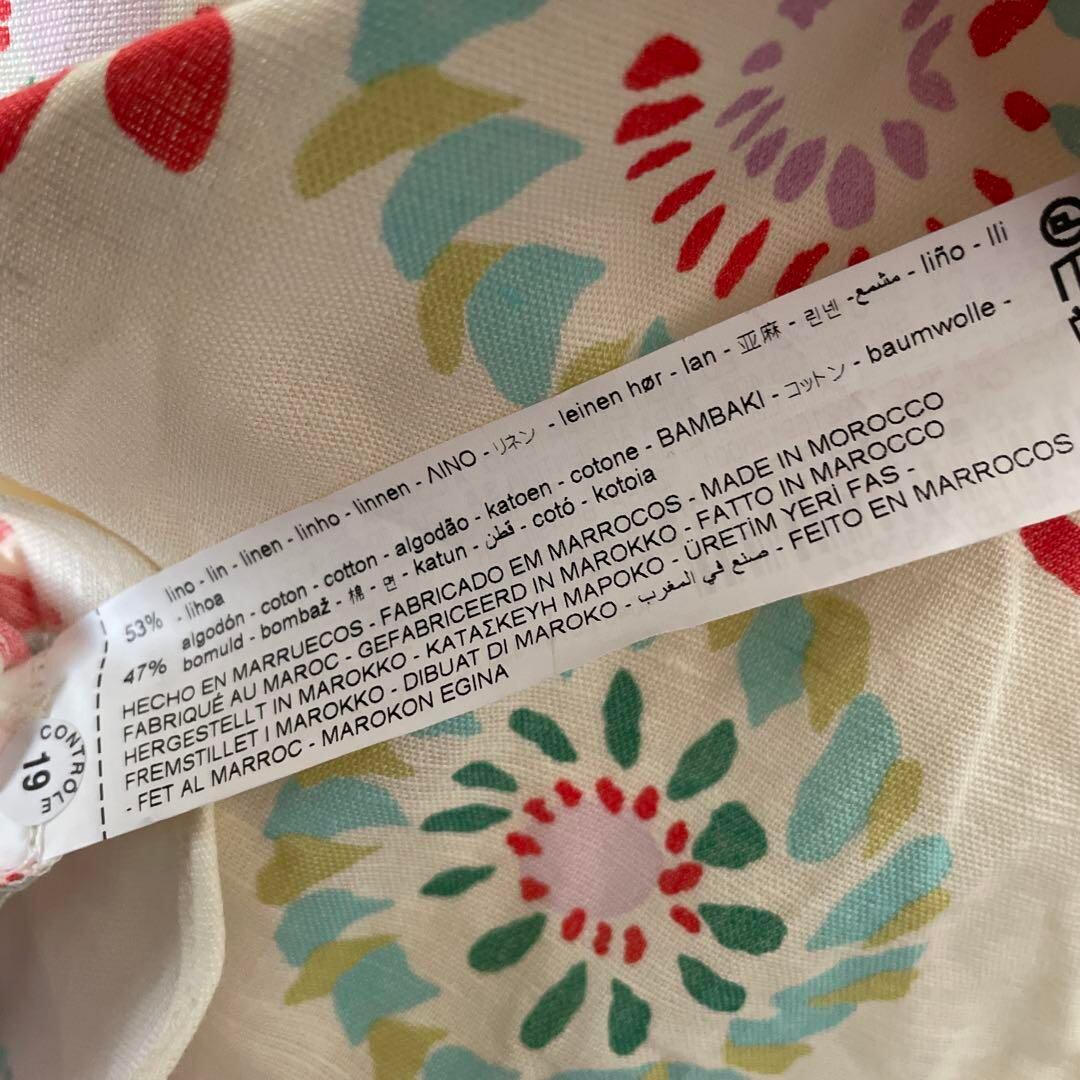 53% lino - lin - linen - linho - linnen - ΛΙΝΟ - リネン - leinen hør - lan - 亚麻 - 린넨 - مشمع - liño - lli
- lihoa
47% algodón - coton - cotton - algodão - katoen - cotone - BAMBAKI - コットン - baumwolle -
bomuld - bombaž - 棉 - 면 - katun - قطن - cotó - kotoia
HECHO EN MARRUECOS - FABRICADO EM MARROCOS - MADE IN MOROCCO
FABRIQUÉ AU MAROC - GEFABRICEERD IN MAROKKO - FATTO IN MAROCCO
HERGESTELLT IN MAROKKO - ΚΑΤΑΣΚΕΥΗ ΜΑΡΟΚΟ - ÜRETİM YERİ FAS -
FREMSTILLET I MAROKKO - DIBUAT DI MAROKO - صنع في المغرب - FEITO EN MARROCOS
- FET AL MARROC - MAROKON EGINA
CONTROLE
19